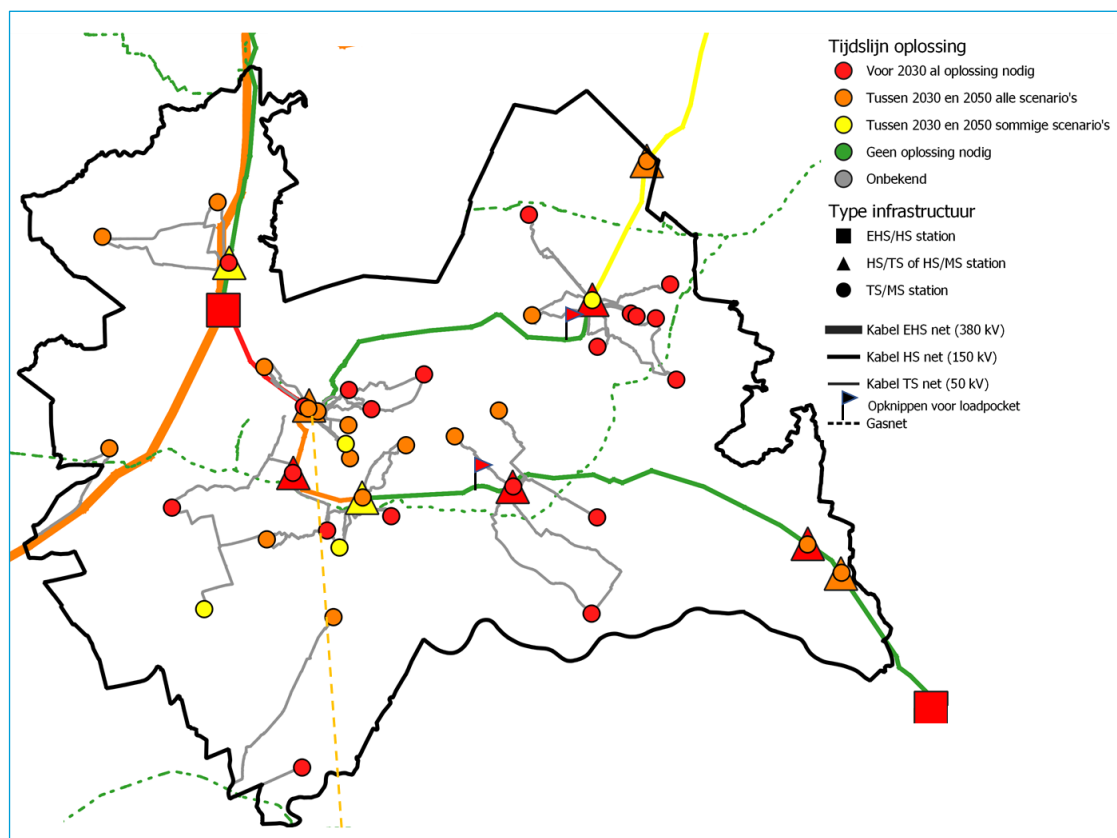 Tijdslijn oplossing
Voor 2030 al oplossing nodig
Tussen 2030 en 2050 alle scenario's
Tussen 2030 en 2050 sommige scenario's
Geen oplossing nodig
Onbekend
Type infrastructuur
EHS/HS station
HS/TS of HS/MS station
TS/MS station
Kabel EHS net (380 kV)
Kabel HS net (150 kV)
Kabel TS net (50 kV)
Opknippen voor loadpocket
Gasnet